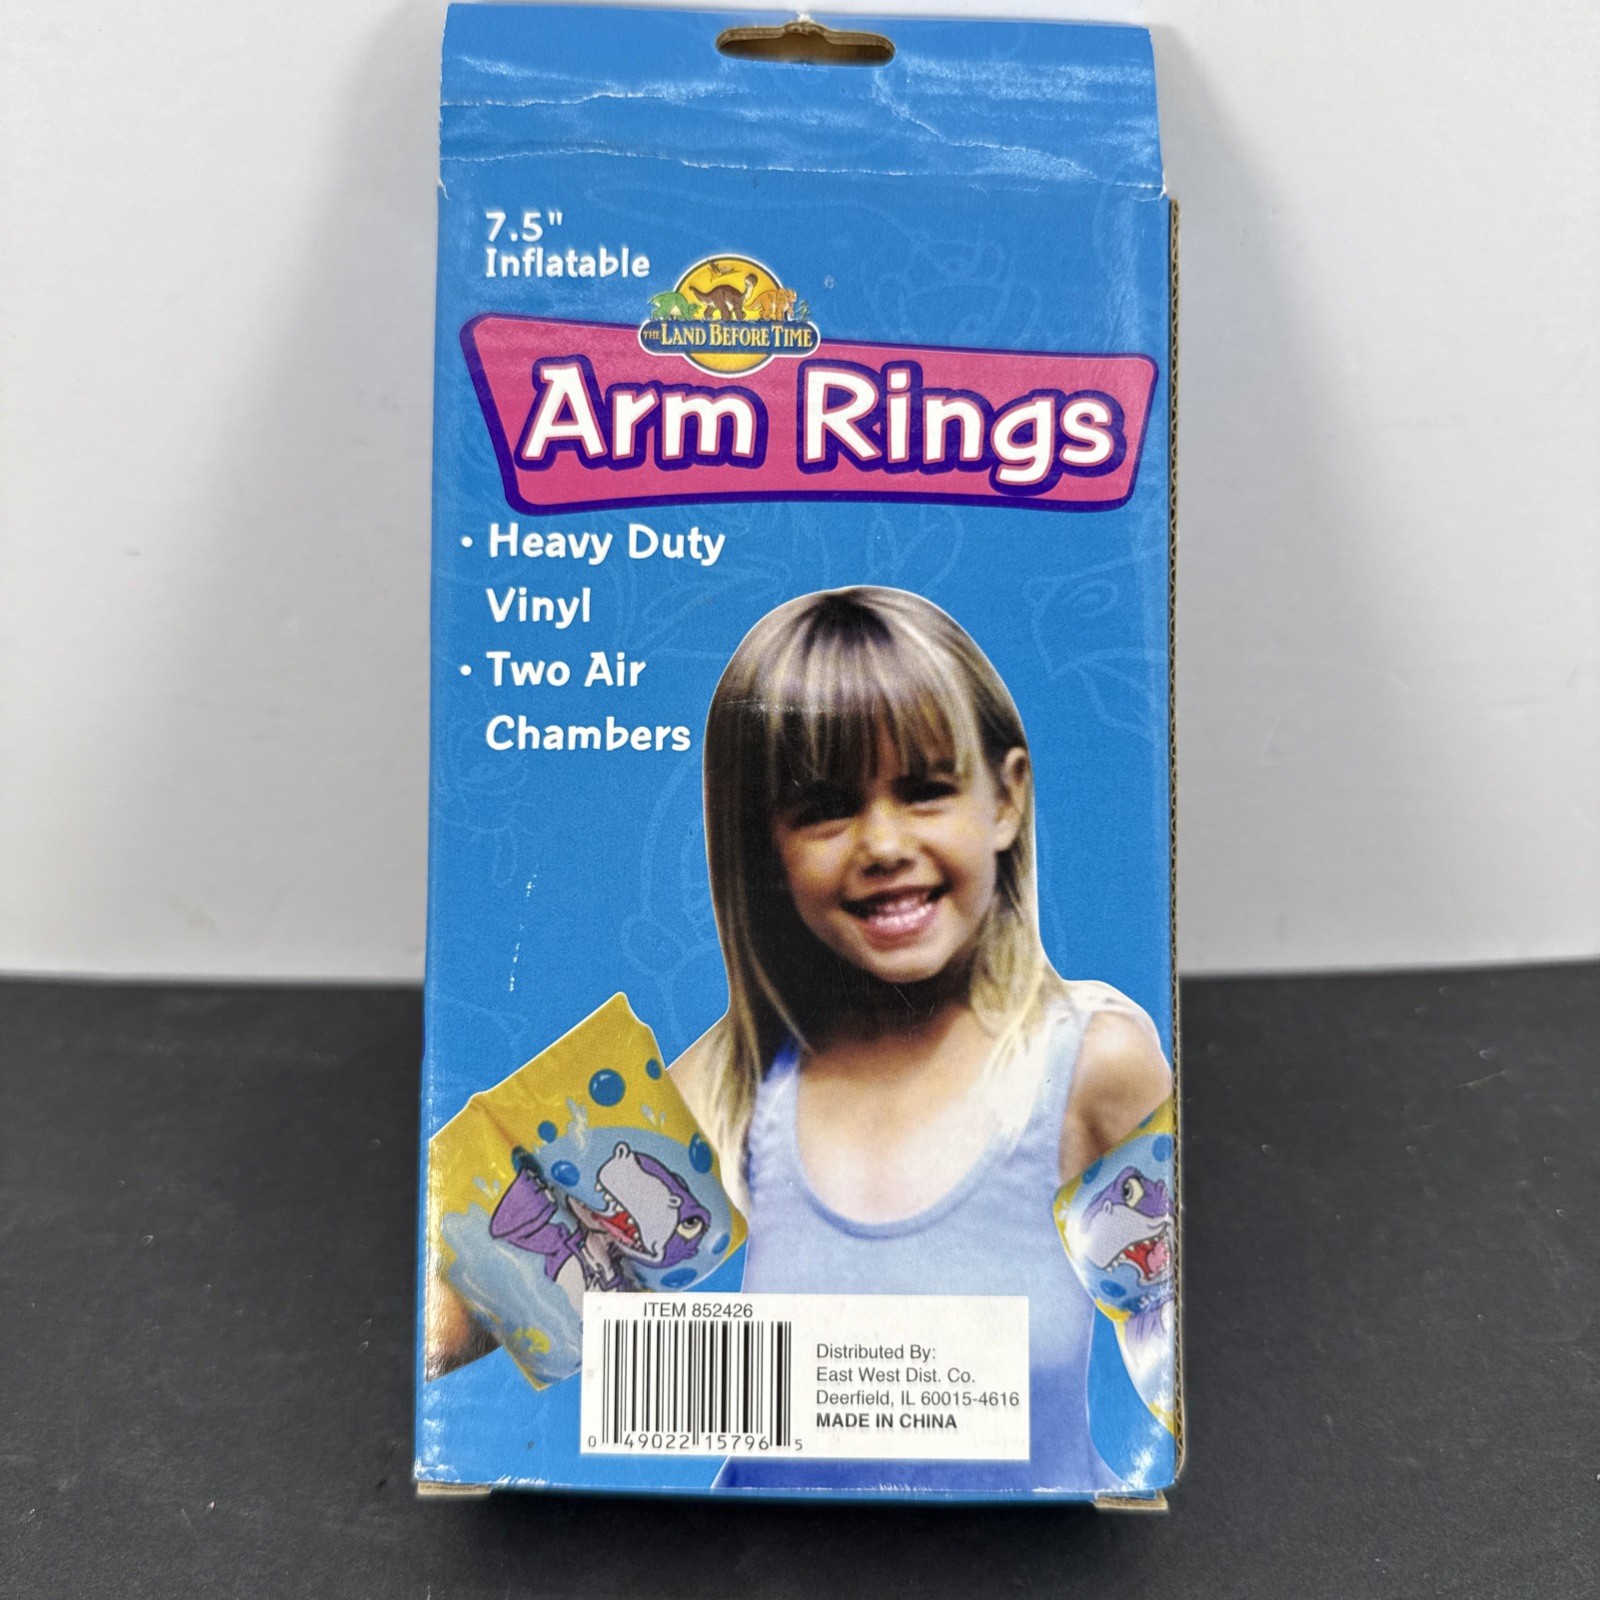 7.5"
Inflatable
THE LAND BEFORE TIME
Arm Rings
• Heavy Duty
Vinyl
• Two Air
Chambers
ITEM 852426
0 49022 15796 5
Distributed By:
East West Dist. Co.
Deerfield, IL 60015-4616
MADE IN CHINA